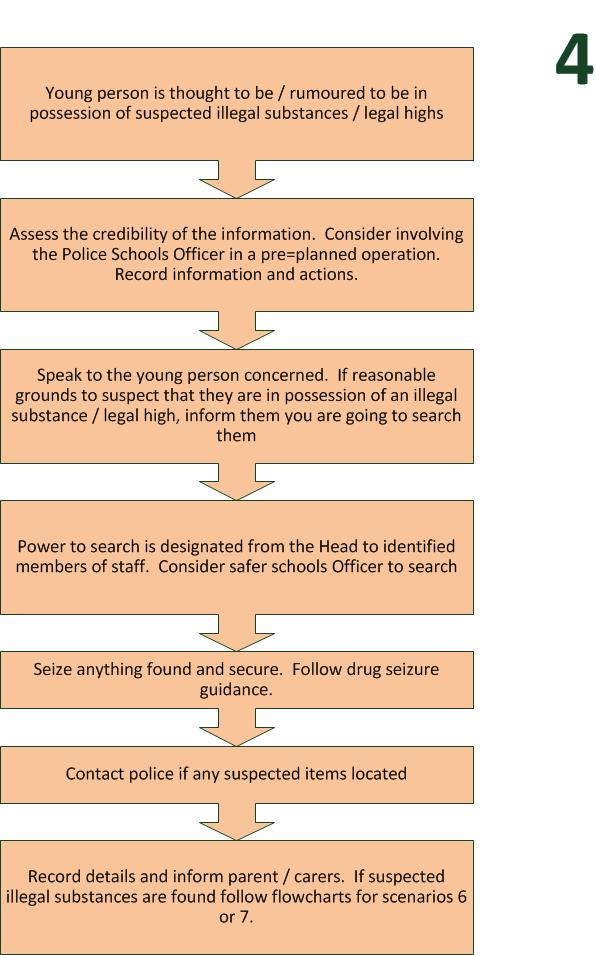 4
Young person is thought to be / rumoured to be in
possession of suspected illegal substances / legal highs
Assess the credibility of the information.  Consider involving
the Police Schools Officer in a pre=planned operation.
Record information and actions.
Speak to the young person concerned.  If reasonable
grounds to suspect that they are in possession of an illegal
substance / legal high, inform them you are going to search
them
Power to search is designated from the Head to identified
members of staff.  Consider safer schools Officer to search
Seize anything found and secure.  Follow drug seizure
guidance.
Contact police if any suspected items located
Record details and inform parent / carers.  If suspected
illegal substances are found follow flowcharts for scenarios 6
or 7.